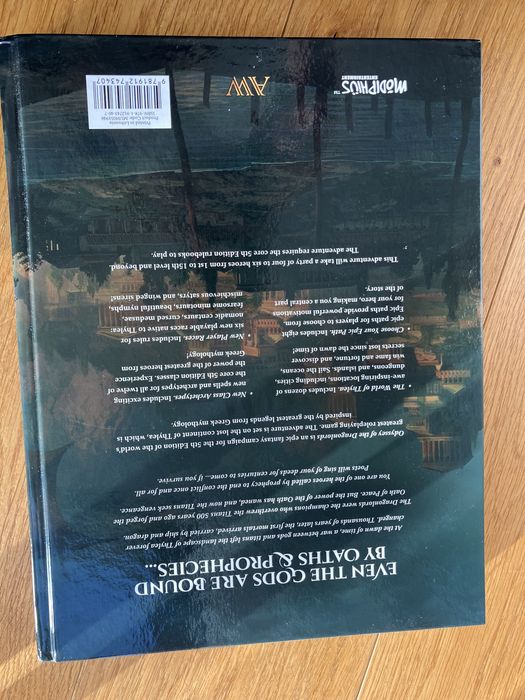 EVEN THE GODS ARE BOUND
BY OATHS & PROPHECIES...
At the dawn of time, a war between gods and titans left the landscape of Thylea forever
changed. Thousands of years later, the first mortals arrived, carried by ship and dragon.
The Dragonlords were the champions who overthrew the Titans 500 years ago and forged the
Oath of Peace. But the power of the Oath has waned, and now the Titans seek vengeance.
You are one of the heroes called by prophecy to end the conflict once and for all.
Poets will sing of your deeds for centuries to come... if you survive.
Odyssey of the Dragonlords is an epic fantasy campaign for the 5th Edition of the world's
greatest roleplaying game. The adventure is set on the lost continent of Thylea, which is
inspired by the greatest legends from Greek mythology.
• The World of Thylea. Includes dozens of
awe-inspiring locations, including cities,
dungeons, and islands. Sail the oceans,
win fame and fortune, and discover
secrets lost since the dawn of time!
• Choose Your Epic Path. Includes eight
epic paths for players to choose from.
Epic paths provide powerful motivations
for your hero, making you a central part
of the story.
• New Class Archetypes. Includes exciting
new spells and archetypes for all twelve of
the core 5th Edition classes. Experience
the power of the greatest heroes from
Greek mythology!
• New Player Races. Includes rules for
six new playable races native to Thylea:
nomadic centaurs, cursed medusae,
fearsome minotaurs, beautiful nymphs,
mischievous satyrs, and winged sirens!
This adventure will take a party of four to six heroes from 1st to 15th level and beyond.
The adventure requires the core 5th Edition rulebooks to play.
MODIPHIUS™
ENTERTAINMENT
AW
Printed in Lithuania
9 781912 743407